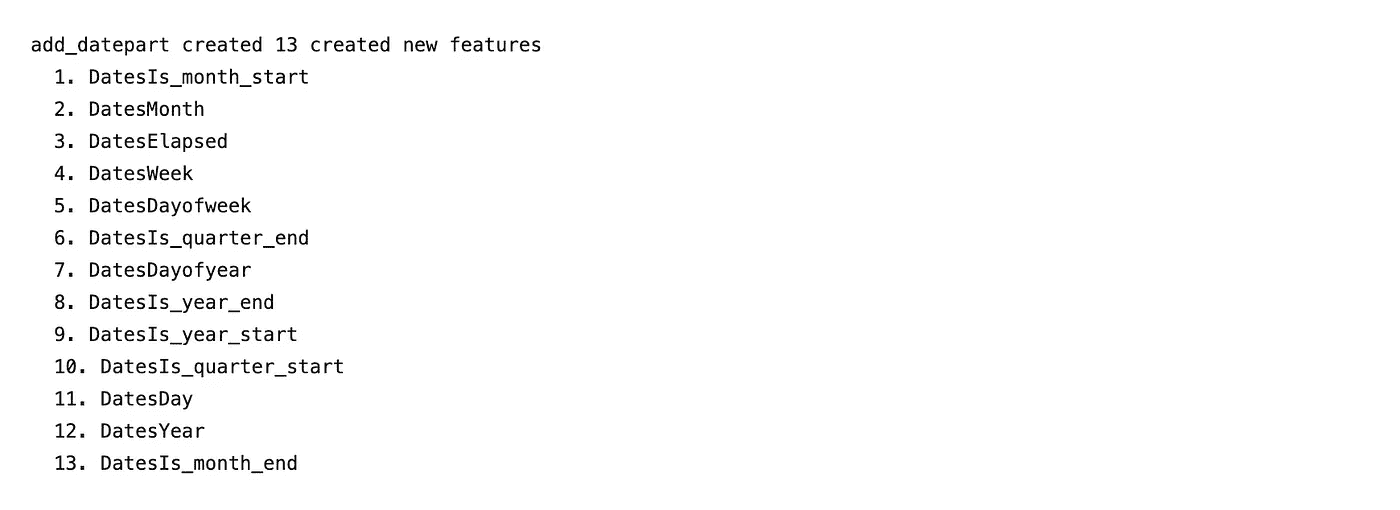 add_datepart created 13 created new features
1. DatesIs_month_start
2. DatesMonth
3. DatesElapsed
4. DatesWeek
5. DatesDayofweek
6. DatesIs_quarter_end
7. DatesDayofyear
8. DatesIs_year_end
9. DatesIs_year_start
10. DatesIs_quarter_start
11. DatesDay
12. DatesYear
13. DatesIs_month_end